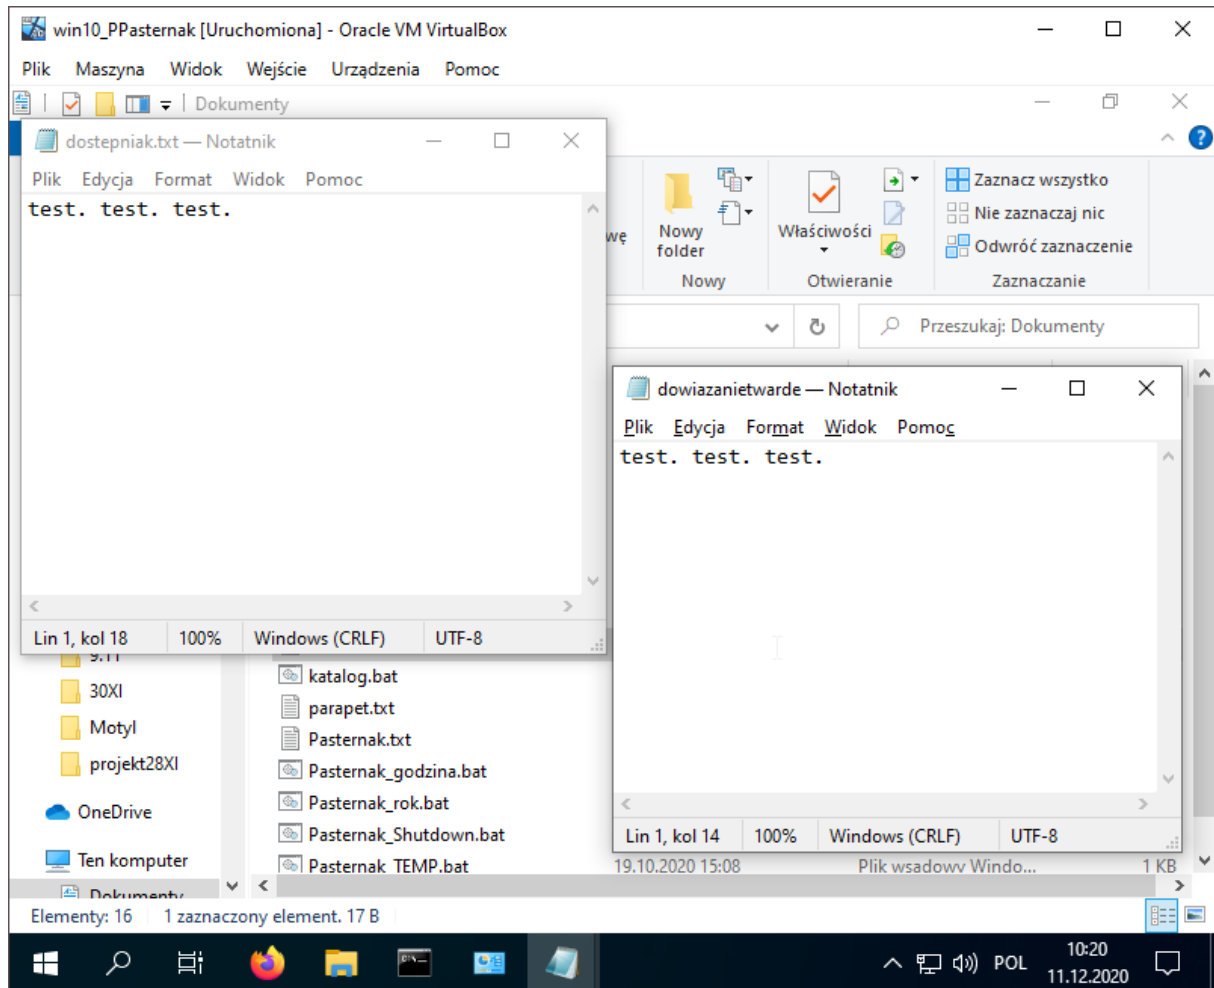 win10_PPasternak [Uruchomiona] - Oracle VM VirtualBox
Plik Maszyna Widok Wejście Urządzenia Pomoc
Dokumenty
dostepniak.txt — Notatnik
Plik Edycja Format Widok Pomoc
test. test. test.
Lin 1, kol 18 100% Windows (CRLF) UTF-8
wę
Nowy folder
Nowy
Właściwości
Otwieranie
Zaznacz wszystko
Nie zaznaczaj nic
Odwróć zaznaczenie
Zaznaczanie
Przeszukaj: Dokumenty
dowiazanietwarde — Notatnik
Plik Edycja Format Widok Pomoc
test. test. test.
Lin 1, kol 14 100% Windows (CRLF) UTF-8
9.11
30XI
Motyl
projekt28XI
OneDrive
Ten komputer
Dokumenty
katalog.bat
parapet.txt
Pasternak.txt
Pasternak_godzina.bat
Pasternak_rok.bat
Pasternak_Shutdown.bat
Pasternak_TEMP.bat 19.10.2020 15:08 Plik wsadowy Windo... 1 KB
Elementy: 16 1 zaznaczony element. 17 B
POL
10:20
11.12.2020